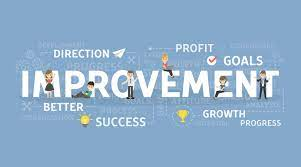 DIRECTION
PROFIT
GOALS
IMPROVEMENT
BETTER
SUCCESS
GROWTH
PROGRESS